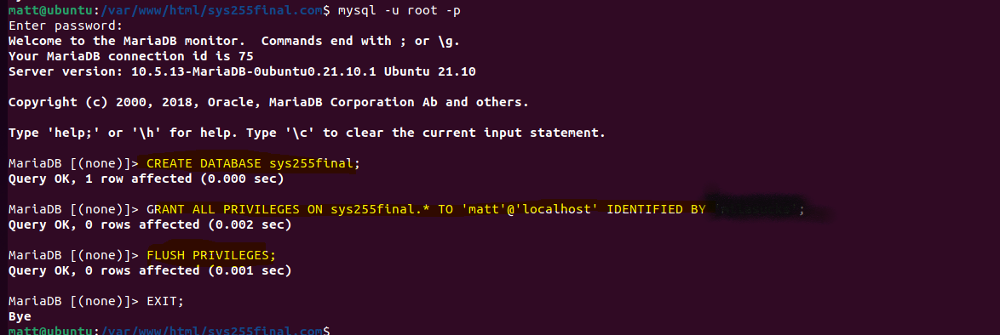 matt@ubuntu:/var/www/html/sys255final.com$ mysql -u root -p
Enter password:
Welcome to the MariaDB monitor.  Commands end with ; or \g.
Your MariaDB connection id is 75
Server version: 10.5.13-MariaDB-0ubuntu0.21.10.1 Ubuntu 21.10
Copyright (c) 2000, 2018, Oracle, MariaDB Corporation Ab and others.
Type 'help;' or '\h' for help. Type '\c' to clear the current input statement.
MariaDB [(none)]> CREATE DATABASE sys255final;
Query OK, 1 row affected (0.000 sec)
MariaDB [(none)]> GRANT ALL PRIVILEGES ON sys255final.* TO 'matt'@'localhost' IDENTIFIED BY ;
Query OK, 0 rows affected (0.002 sec)
MariaDB [(none)]> FLUSH PRIVILEGES;
Query OK, 0 rows affected (0.001 sec)
MariaDB [(none)]> EXIT;
Bye
matt@ubuntu:/var/www/html/sys255final.com$